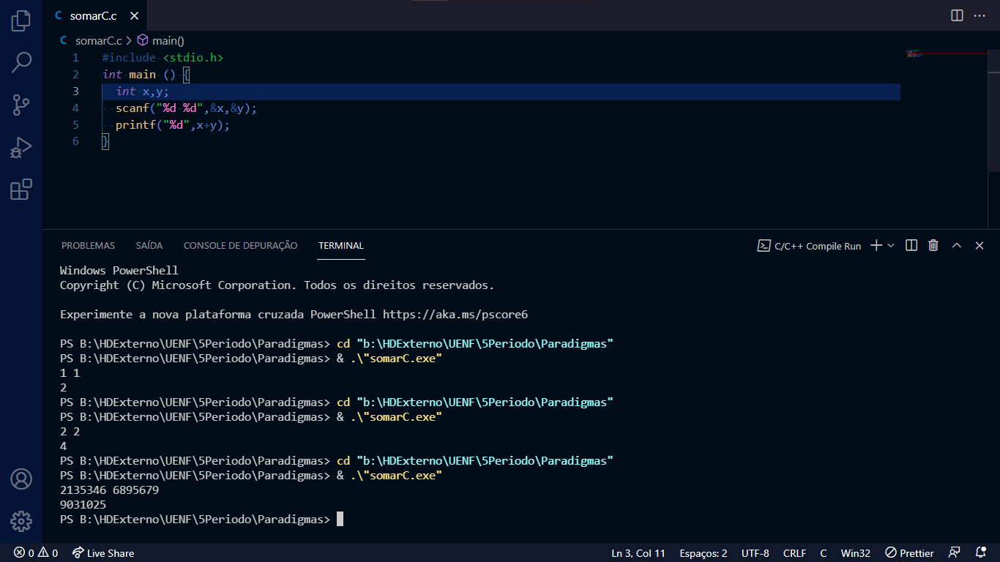 C somarC.c
C somarC.c > main()
1 #include <stdio.h>
2 int main () {
3 int x,y;
4 scanf("%d %d",&x,&y);
5 printf("%d",x+y);
6 }
PROBLEMAS SAÍDA CONSOLE DE DEPURAÇÃO TERMINAL C/C++ Compile Run
Windows PowerShell
Copyright (C) Microsoft Corporation. Todos os direitos reservados.
Experimente a nova plataforma cruzada PowerShell https://aka.ms/pscore6
PS B:\HDExterno\UENF\5Periodo\Paradigmas> cd "b:\HDExterno\UENF\5Periodo\Paradigmas"
PS B:\HDExterno\UENF\5Periodo\Paradigmas> & .\"somarC.exe"
1 1
2
PS B:\HDExterno\UENF\5Periodo\Paradigmas> cd "b:\HDExterno\UENF\5Periodo\Paradigmas"
PS B:\HDExterno\UENF\5Periodo\Paradigmas> & .\"somarC.exe"
2 2
4
PS B:\HDExterno\UENF\5Periodo\Paradigmas> cd "b:\HDExterno\UENF\5Periodo\Paradigmas"
PS B:\HDExterno\UENF\5Periodo\Paradigmas> & .\"somarC.exe"
2135346 6895679
9031025
PS B:\HDExterno\UENF\5Periodo\Paradigmas>
0 0 Live Share Ln 3, Col 11 Espaços: 2 UTF-8 CRLF C Win32 Prettier